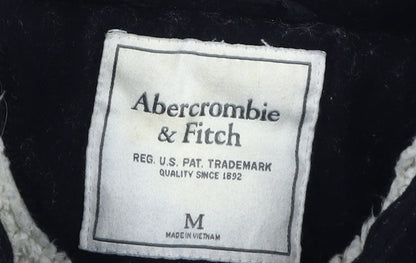 Abercrombie
& Fitch
REG. U.S. PAT. TRADEMARK
QUALITY SINCE 1892
M
MADE IN VIETNAM